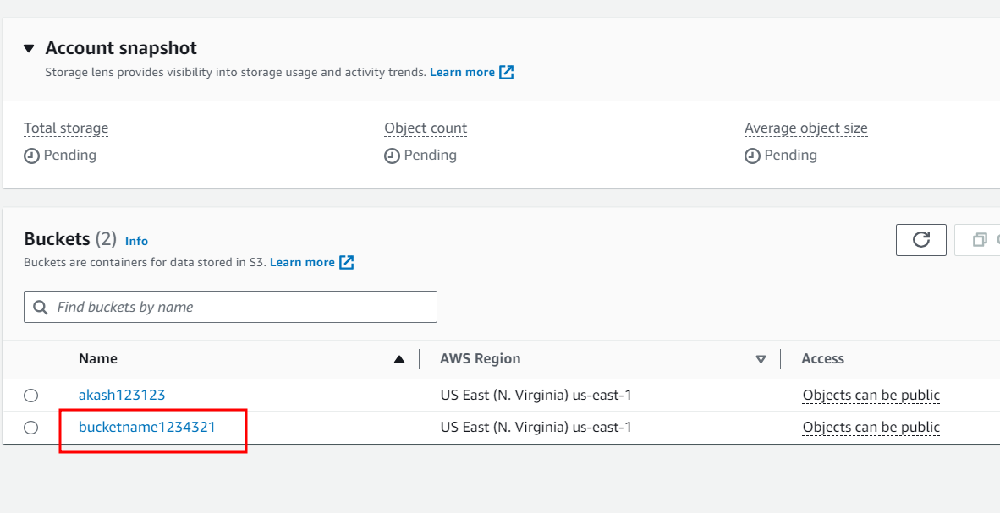 Account snapshot
Storage lens provides visibility into storage usage and activity trends. Learn more
Total storage Object count Average object size
Pending Pending Pending
Buckets (2) Info
Buckets are containers for data stored in S3. Learn more
Find buckets by name
Name AWS Region Access
akash123123 US East (N. Virginia) us-east-1 Objects can be public
bucketname1234321 US East (N. Virginia) us-east-1 Objects can be public